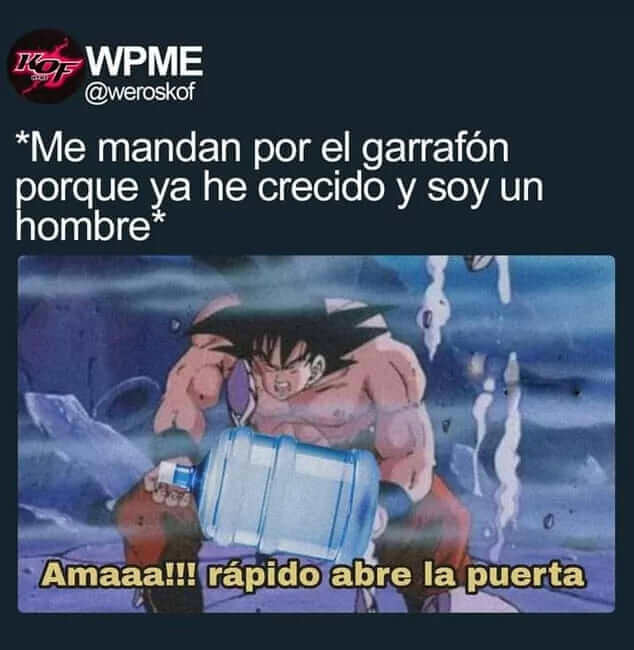 KOF
WPME
@weroskof
*Me mandan por el garrafón
porque ya he crecido y soy un
hombre*
Amaaa!!! rápido abre la puerta